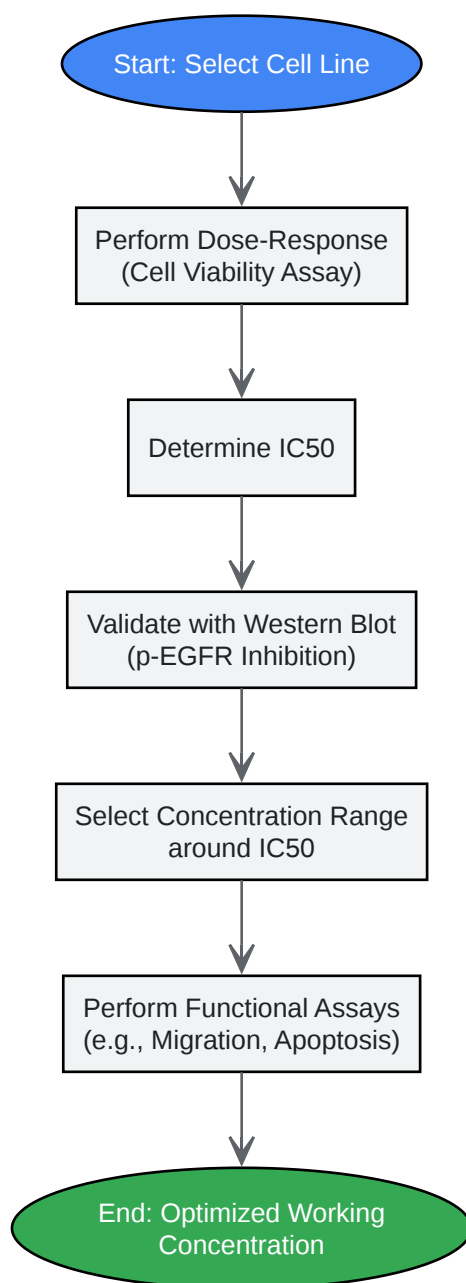 Start: Select Cell Line
Perform Dose-Response
(Cell Viability Assay)
Determine IC50
Validate with Western Blot
(p-EGFR Inhibition)
Select Concentration Range
around IC50
Perform Functional Assays
(e.g., Migration, Apoptosis)
End: Optimized Working
Concentration